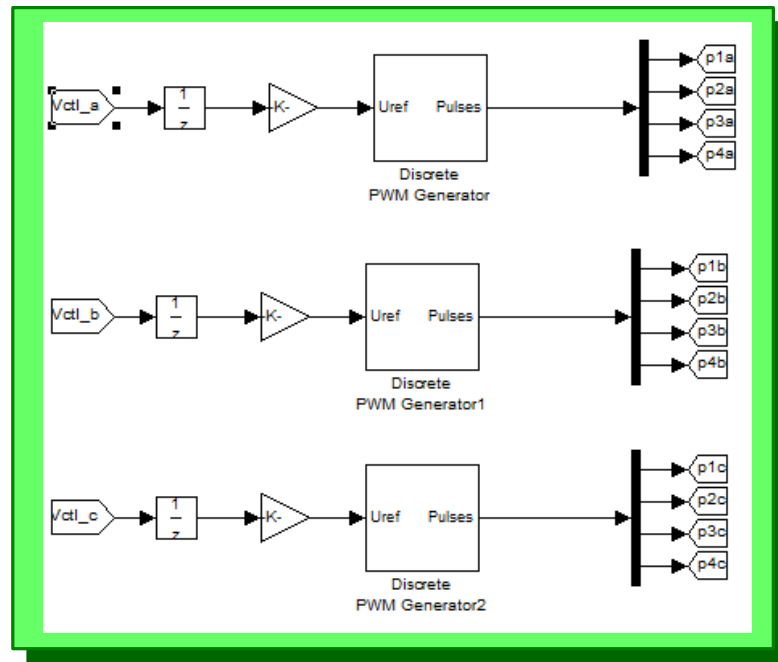 Vctl_a
1
z
K-
Uref
Pulses
Discrete
PWM Generator
p1a
p2a
p3a
p4a
Vctl_b
1
z
K-
Uref
Pulses
Discrete
PWM Generator1
p1b
p2b
p3b
p4b
Vctl_c
1
z
K-
Uref
Pulses
Discrete
PWM Generator2
p1c
p2c
p3c
p4c